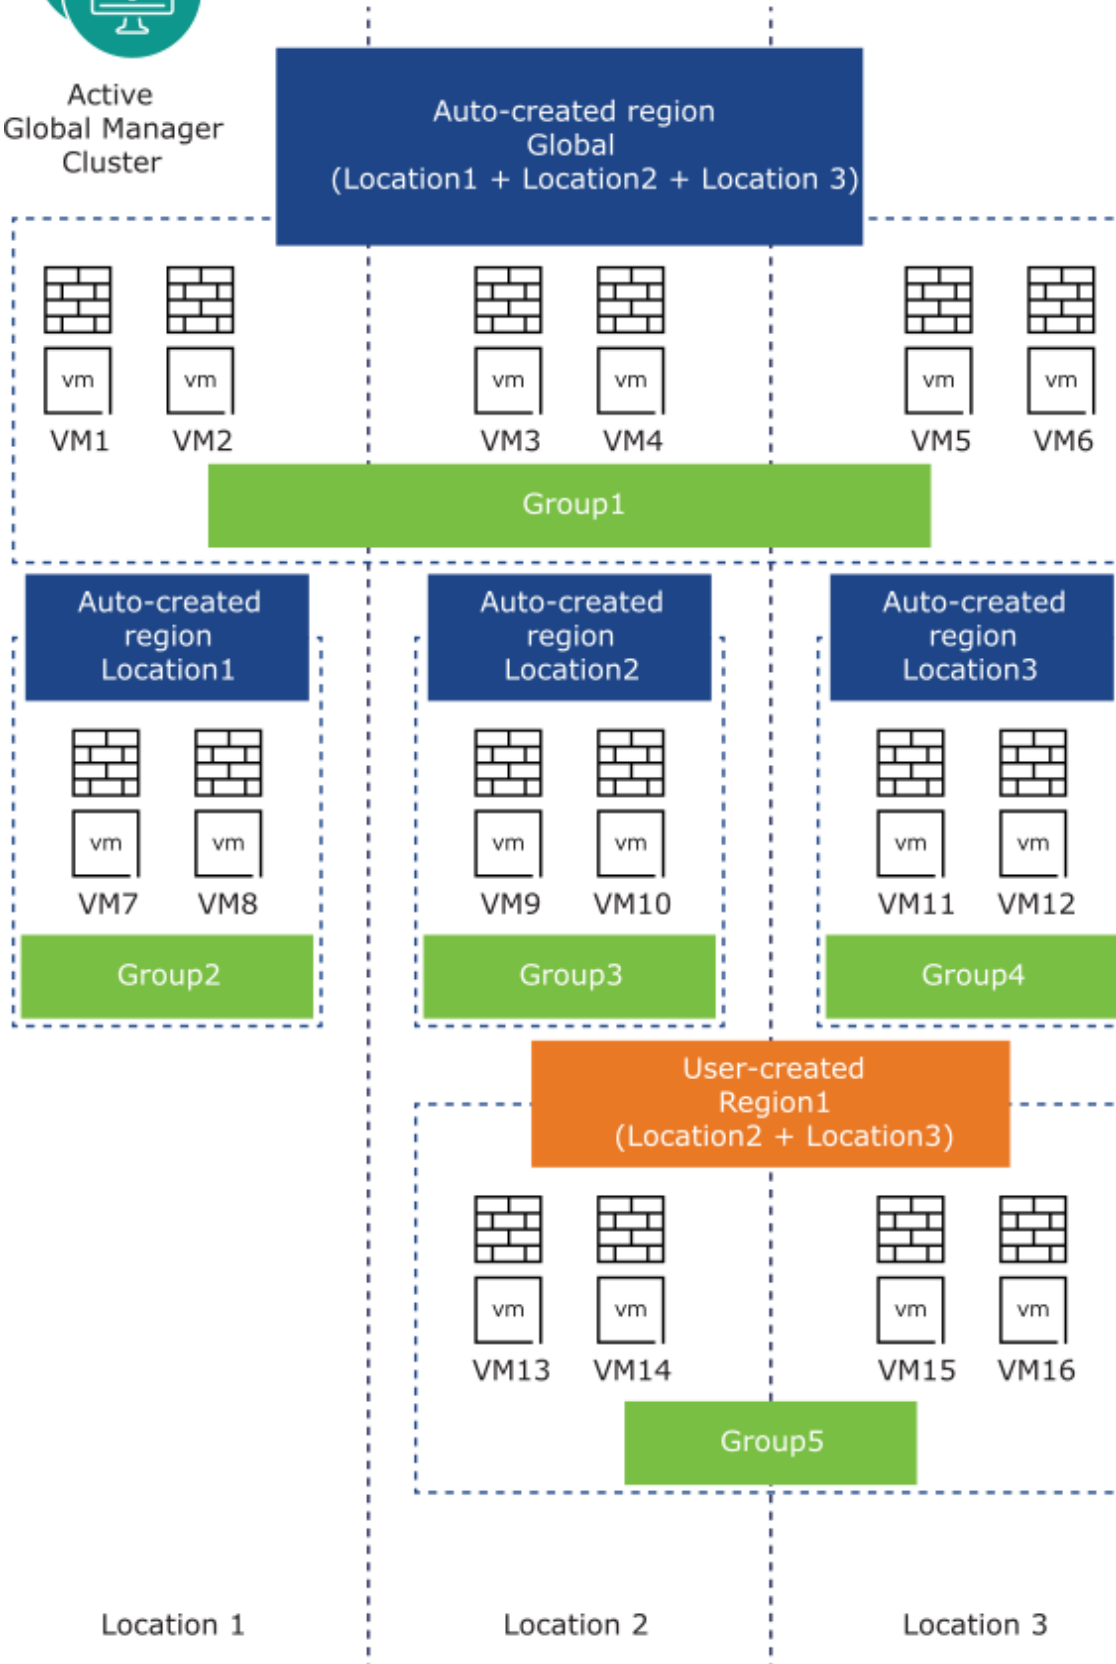 Active
Global Manager
Cluster
Auto-created region
Global
(Location1 + Location2 + Location 3)
vm vm vm vm vm vm
VM1 VM2 VM3 VM4 VM5 VM6
Group1
Auto-created
region
Location1
Auto-created
region
Location2
Auto-created
region
Location3
vm vm vm vm vm vm
VM7 VM8 VM9 VM10 VM11 VM12
Group2 Group3 Group4
User-created
Region1
(Location2 + Location3)
vm vm vm vm
VM13 VM14 VM15 VM16
Group5
Location 1 Location 2 Location 3